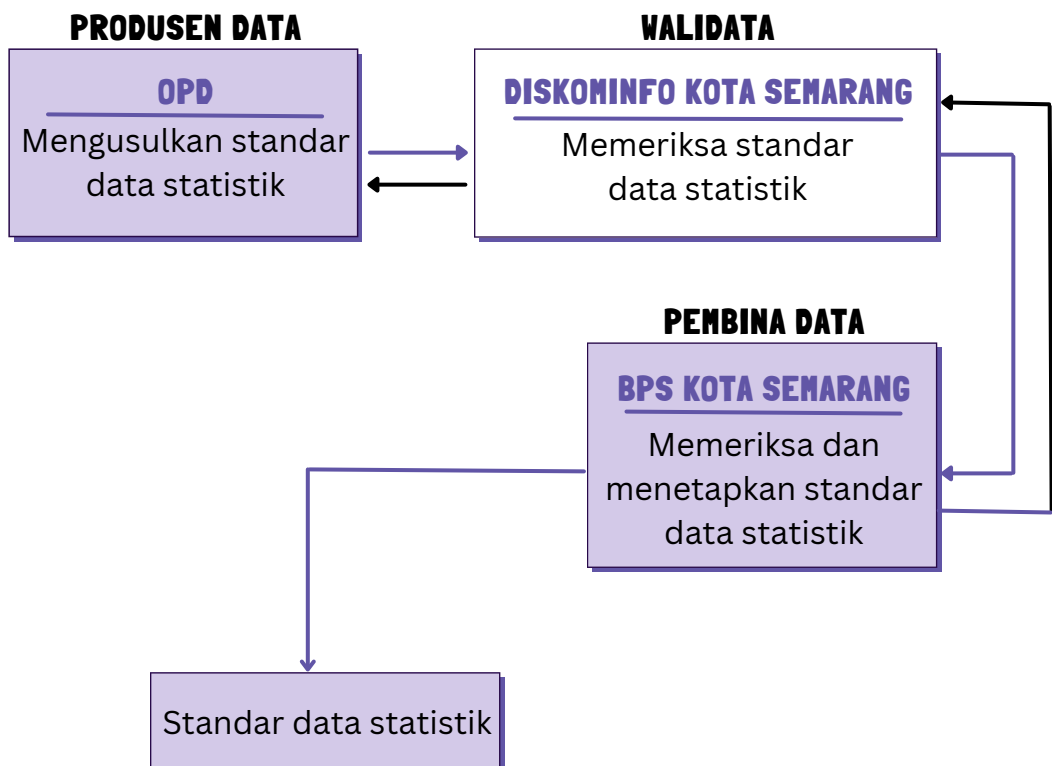 PRODUSEN DATA
OPD
Mengusulkan standar
data statistik
WALIDATA
DISKOMINFO KOTA SEMARANG
Memeriksa standar
data statistik
PEMBINA DATA
BPS KOTA SEMARANG
Memeriksa dan
menetapkan standar
data statistik
Standar data statistik